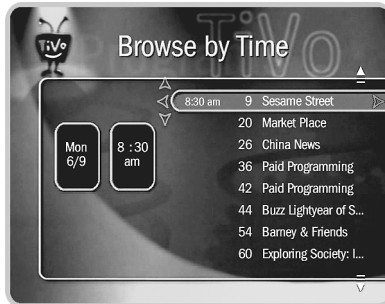 TiVo
Browse by Time
8:30 am 9 Sesame Street
Mon 6/9
8 :30 am
20 Market Place
26 China News
36 Paid Programming
42 Paid Programming
44 Buzz Lightyear of S...
54 Barney & Friends
60 Exploring Society: I...